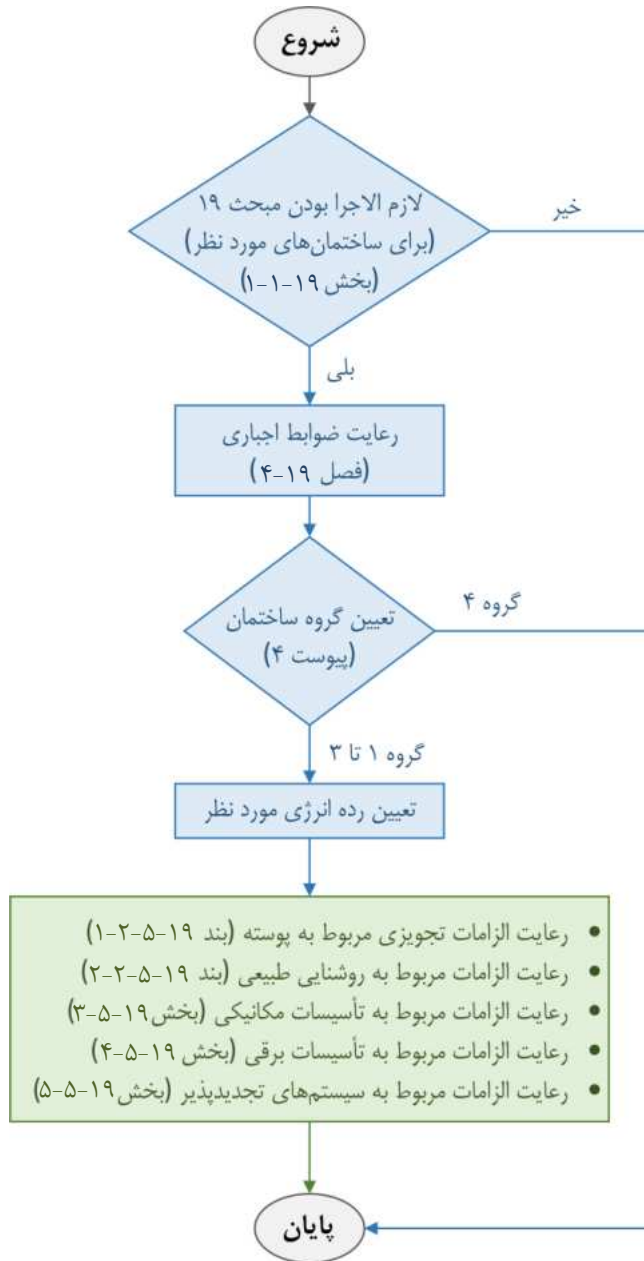 شروع
لازم الاجرا بودن مبحث ۱۹
(برای ساختمان‌های مورد نظر)
(بخش ۱۹-۱-۱)
خیر
بلی
رعایت ضوابط اجباری
(فصل ۱۹-۴)
تعیین گروه ساختمان
(پیوست ۴)
گروه ۴
گروه ۱ تا ۳
تعیین رده انرژی مورد نظر
• رعایت الزامات تجویزی مربوط به پوسته (بند ۱۹-۵-۲-۱)
• رعایت الزامات مربوط به روشنایی طبیعی (بند ۱۹-۵-۲-۲)
• رعایت الزامات مربوط به تأسیسات مکانیکی (بخش ۱۹-۵-۳)
• رعایت الزامات مربوط به تأسیسات برقی (بخش ۱۹-۵-۴)
• رعایت الزامات مربوط به سیستم‌های تجدیدپذیر (بخش ۱۹-۵-۵)
پایان